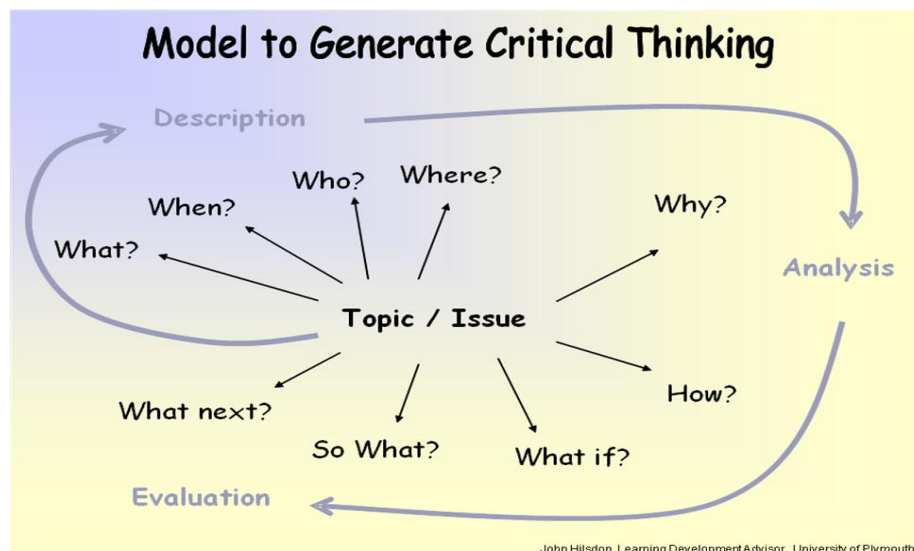 Model to Generate Critical Thinking
Description
Who?
Where?
When?
Why?
What?
Analysis
Topic / Issue
How?
What next?
So What?
What if?
Evaluation
John Hilsdon, Learning Development Advisor, University of Plymouth